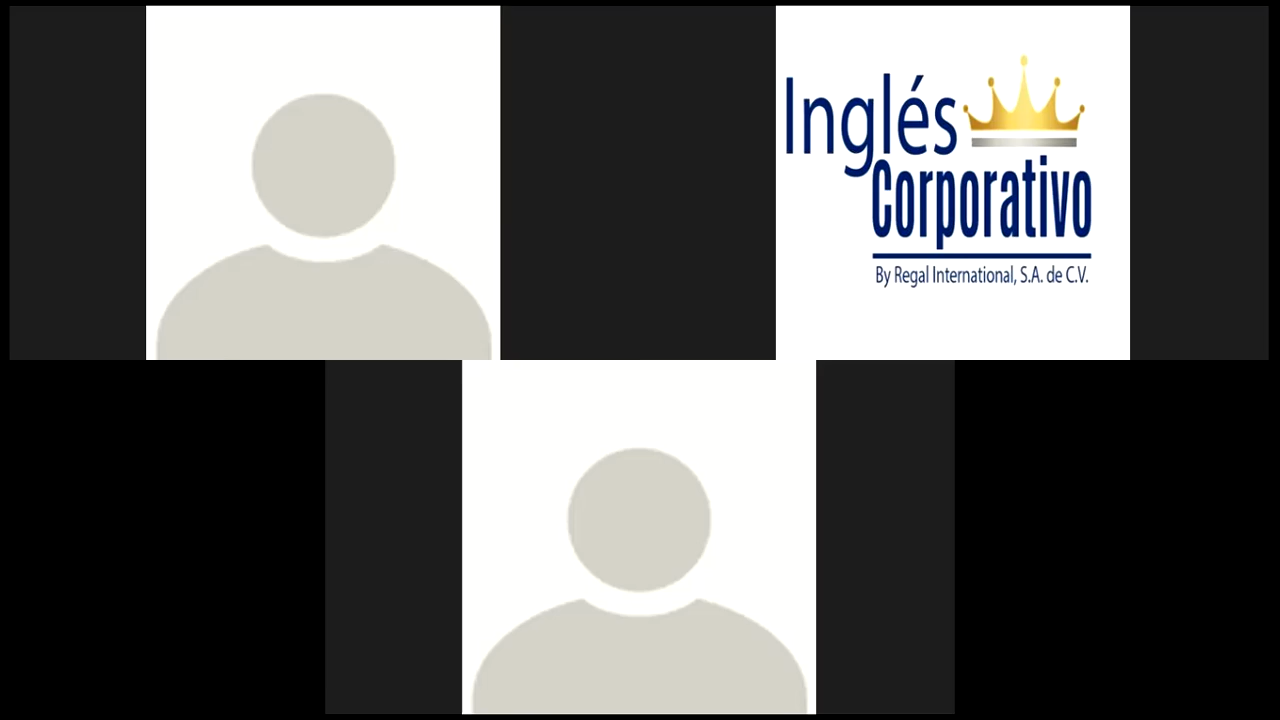 Inglés
Corporativo
By Regal International, S.A. de C.V.